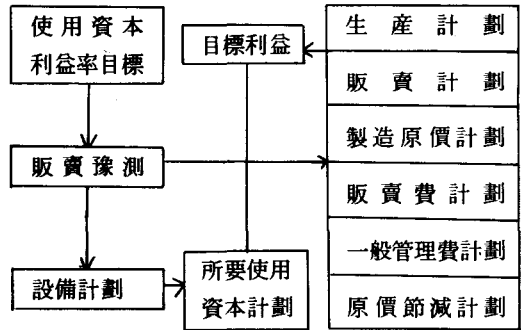 使用資本
利益率目標
販賣豫測
設備計劃
目標利益
所要使用
資本計劃
生産計劃
販賣計劃
製造原價計劃
販賣費計劃
一般管理費計劃
原價節減計劃